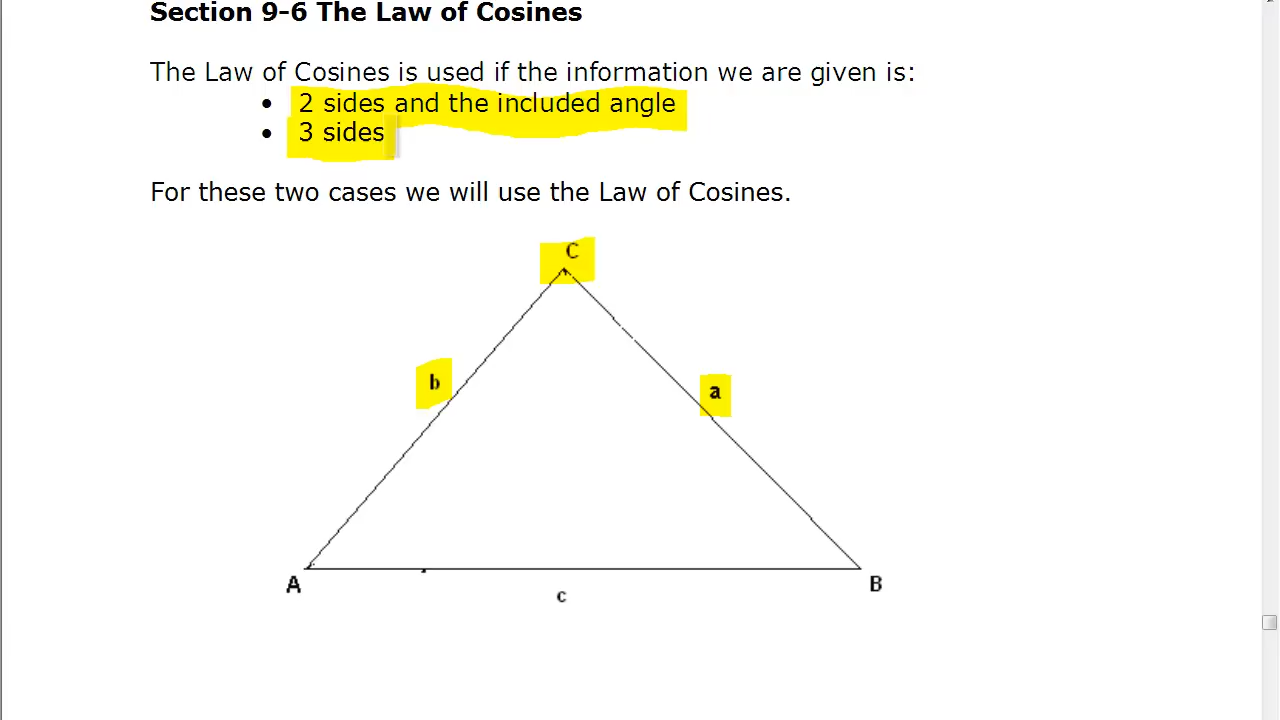 Section 9-6 The Law of Cosines
The Law of Cosines is used if the information we are given is:
• 2 sides and the included angle
• 3 sides
For these two cases we will use the Law of Cosines.
C
b
a
A
B
c